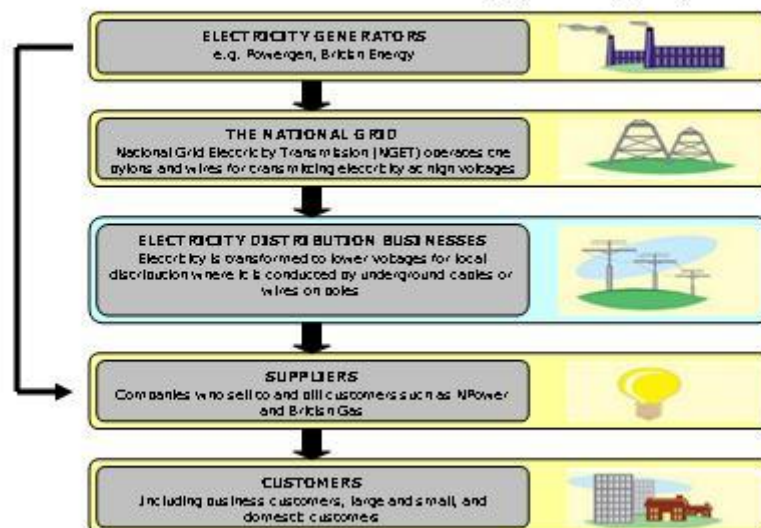 ELECTRICITY GENERATORS
e.g. Powergen, British Energy
THE NATIONAL GRID
National Grid Electricity Transmission (NGET) operates the
pylons and wires for transmitting electricity at high voltages
ELECTRICITY DISTRIBUTION BUSINESSES
Electricity is transformed to lower voltages for local
distribution where it is conducted by underground cables or
wires on poles
SUPPLIERS
Companies who sell to and bill customers such as NPower
and British Gas
CUSTOMERS
Including business customers, large and small, and
domestic customers